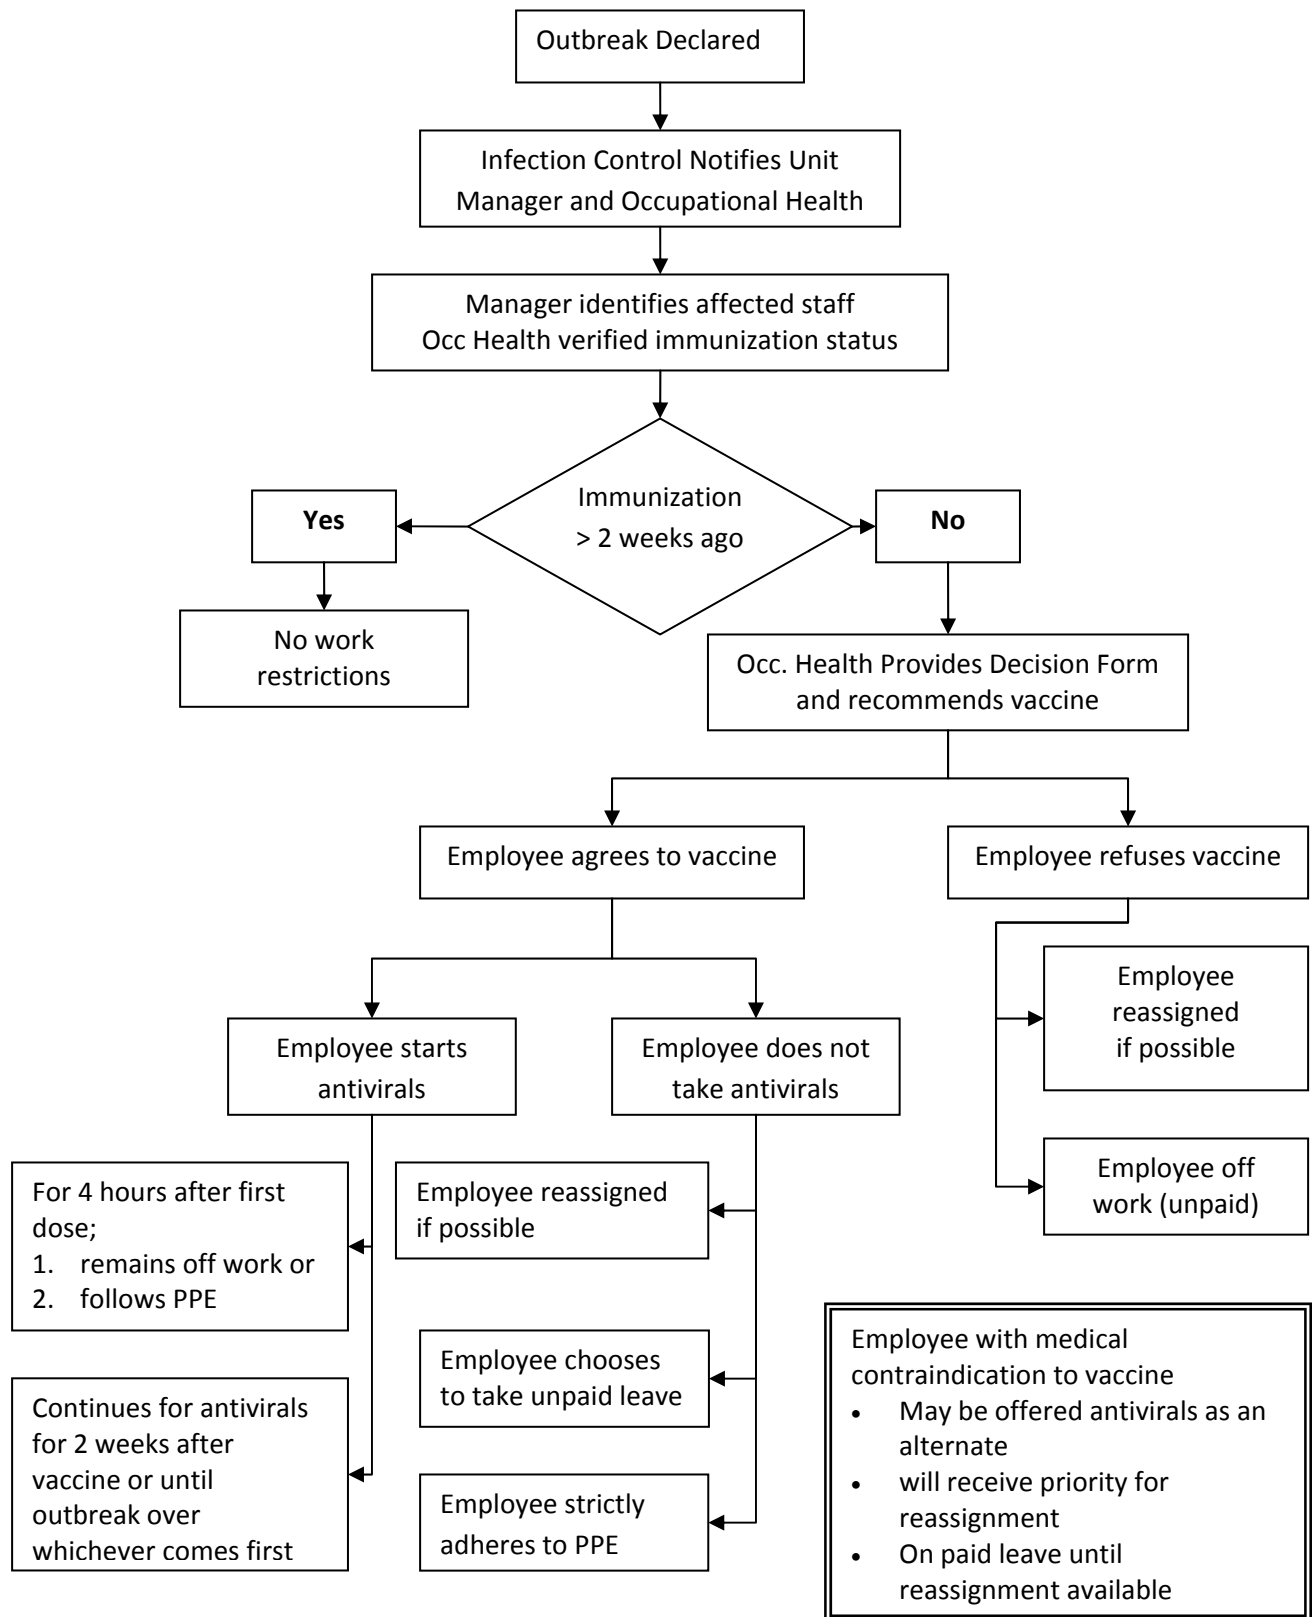 Outbreak Declared
Infection Control Notifies Unit
Manager and Occupational Health
Manager identifies affected staff
Occ Health verified immunization status
Immunization
> 2 weeks ago
Yes
No
No work
restrictions
Occ. Health Provides Decision Form
and recommends vaccine
Employee agrees to vaccine
Employee refuses vaccine
Employee starts
antivirals
Employee does not
take antivirals
Employee
reassigned
if possible
Employee off
work (unpaid)
For 4 hours after first
dose;
1. remains off work or
2. follows PPE
Employee reassigned
if possible
Continues for antivirals
for 2 weeks after
vaccine or until
outbreak over
whichever comes first
Employee chooses
to take unpaid leave
Employee strictly
adheres to PPE
Employee with medical
contraindication to vaccine
• May be offered antivirals as an
alternate
• will receive priority for
reassignment
• On paid leave until
reassignment available